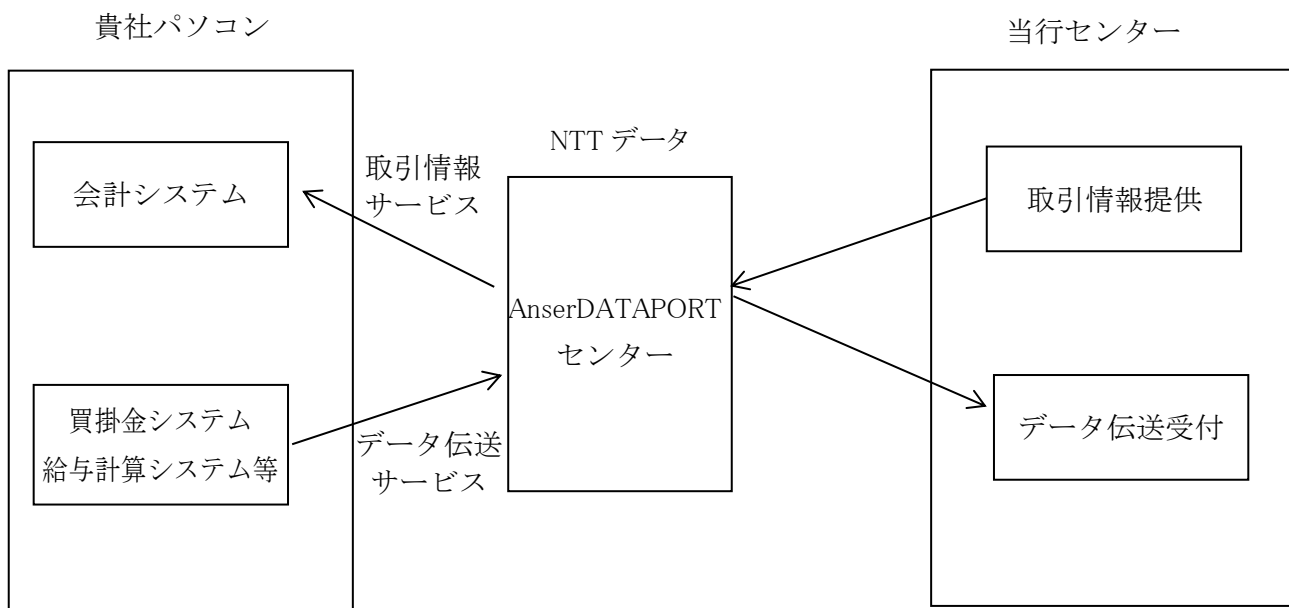 貴社パソコン
当行センター
NTT データ
取引情報
サービス
会計システム
取引情報提供
AnserDATAPORT
センター
買掛金システム
給与計算システム等
データ伝送
サービス
データ伝送受付